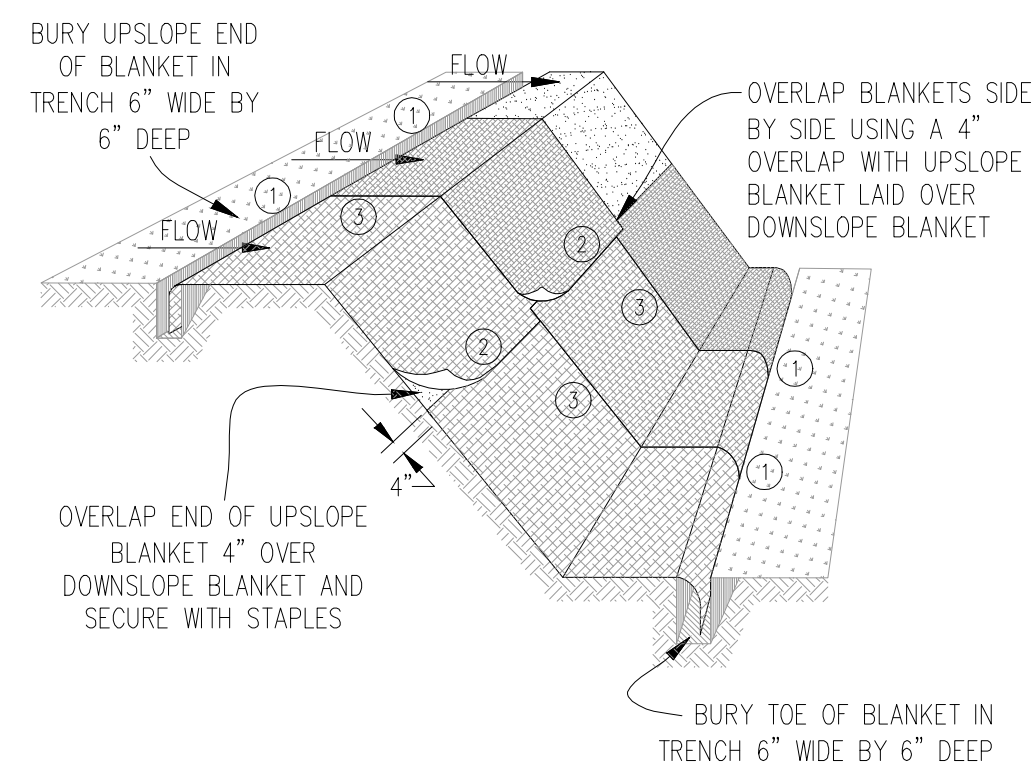 BURY UPSLOPE END
OF BLANKET IN
TRENCH 6" WIDE BY
6" DEEP
FLOW
FLOW
FLOW
1
1
3
2
2
3
3
1
1
OVERLAP BLANKETS SIDE
BY SIDE USING A 4"
OVERLAP WITH UPSLOPE
BLANKET LAID OVER
DOWNSLOPE BLANKET
4"
OVERLAP END OF UPSLOPE
BLANKET 4" OVER
DOWNSLOPE BLANKET AND
SECURE WITH STAPLES
BURY TOE OF BLANKET IN
TRENCH 6" WIDE BY 6" DEEP